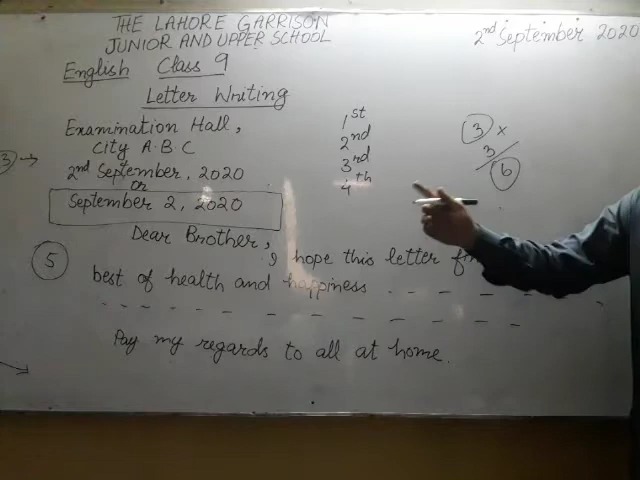 THE LAHORE GARRISON
JUNIOR AND UPPER SCHOOL
2nd September 2020
English Class 9
Letter Writing
Examination Hall,
City A.B.C
2nd September, 2020
or
September 2, 2020
1st
2nd
3rd
4th
3 ×
3
6
3 →
Dear Brother,
5
I hope this letter
best of health and happiness
Pay my regards to all at home.